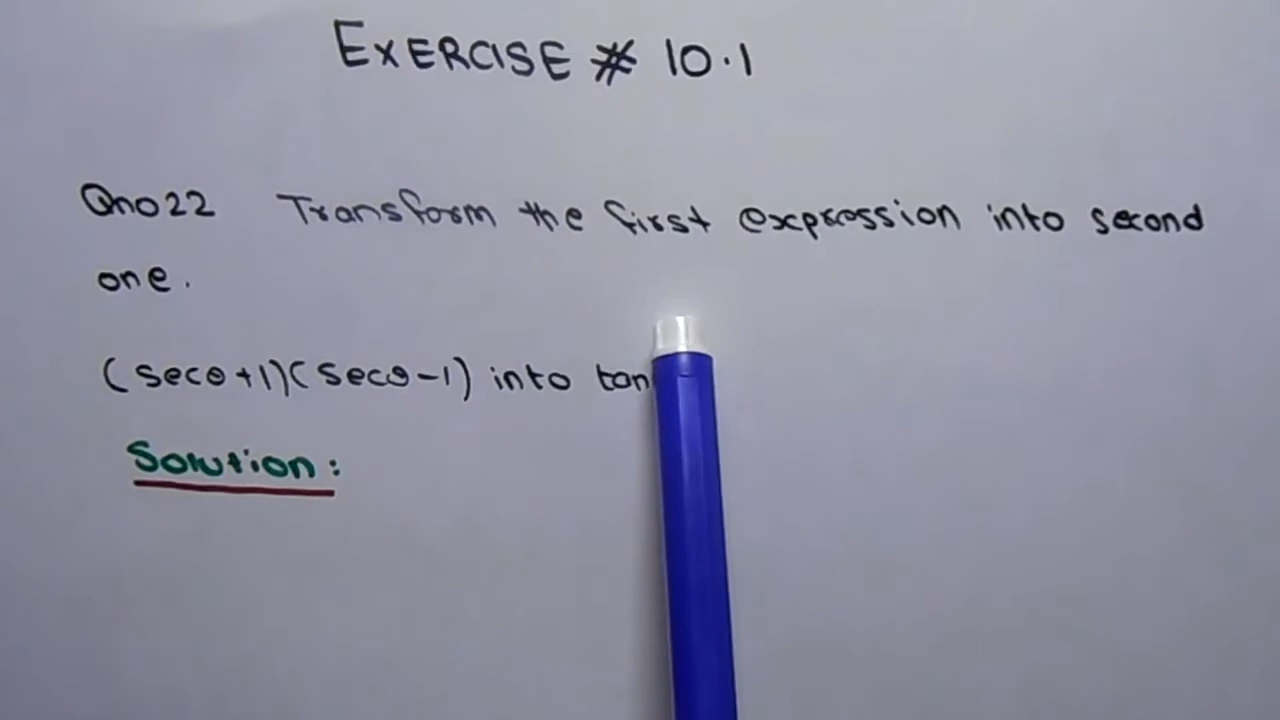 EXERCISE # 10.1
Qno22 Transform the first expression into second
one.
(secθ+1)(secθ-1) into tan
Solution: